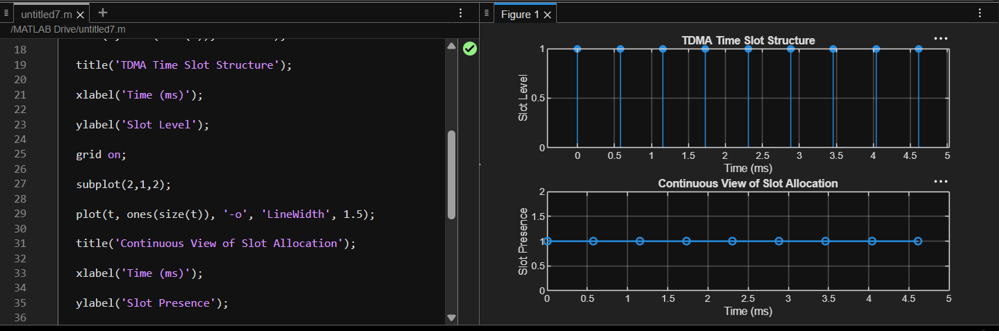 untitled7.m
/MATLAB Drive/untitled7.m
18
19 title('TDMA Time Slot Structure');
20
21 xlabel('Time (ms)');
22
23 ylabel('Slot Level');
24
25 grid on;
26
27 subplot(2,1,2);
28
29 plot(t, ones(size(t)), '-o', 'LineWidth', 1.5);
30
31 title('Continuous View of Slot Allocation');
32
33 xlabel('Time (ms)');
34
35 ylabel('Slot Presence');
36
Figure 1
TDMA Time Slot Structure
Slot Level
1
0.5
0
0 0.5 1 1.5 2 2.5 3 3.5 4 4.5 5
Time (ms)
Continuous View of Slot Allocation
Slot Presence
2
1.5
1
0.5
0
0 0.5 1 1.5 2 2.5 3 3.5 4 4.5 5
Time (ms)